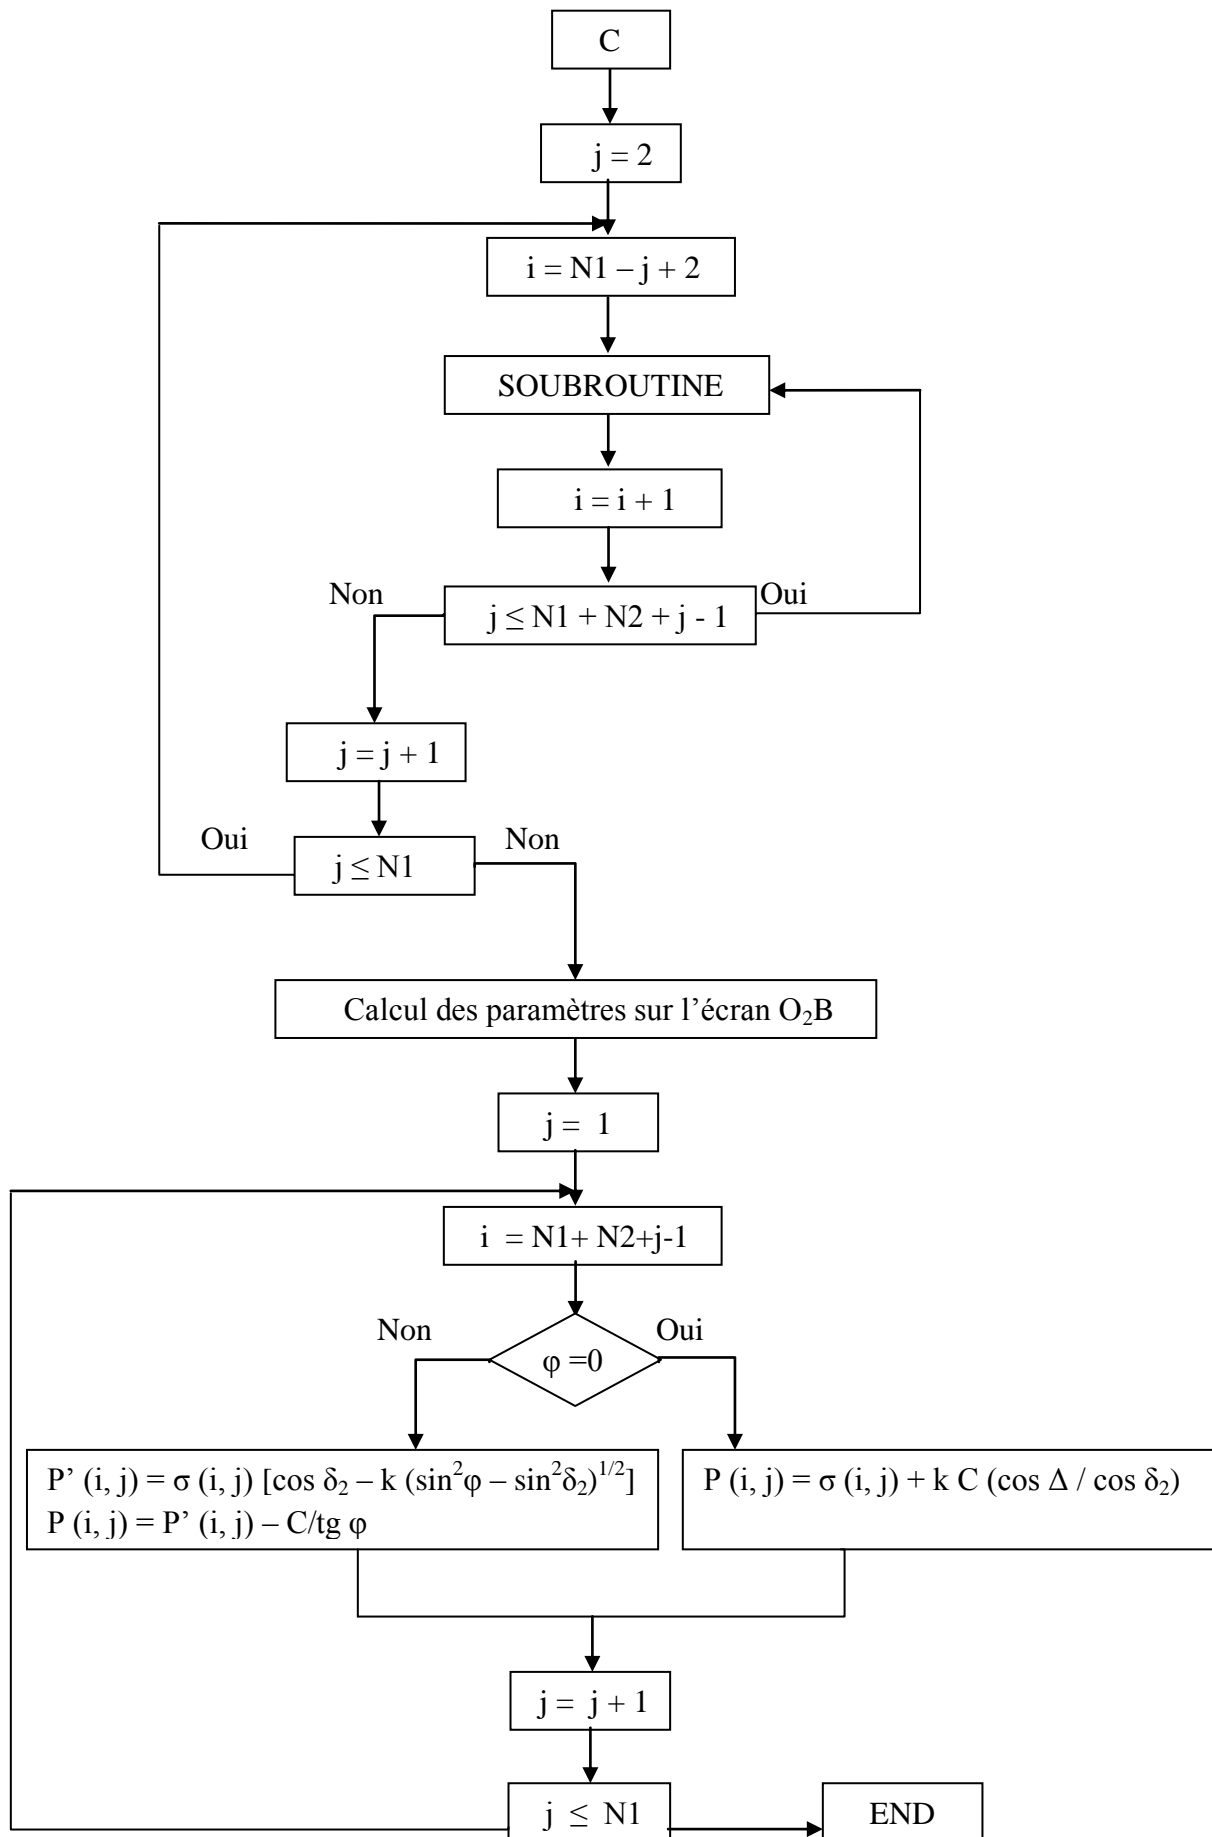 C
j = 2
i = N1 – j + 2
SOUBROUTINE
i = i + 1
Non
Oui
j ≤ N1 + N2 + j - 1
j = j + 1
Oui
Non
j ≤ N1
Calcul des paramètres sur l’écran O₂B
j = 1
i = N1+ N2+j-1
Non
Oui
φ =0
P’ (i, j) = σ (i, j) [cos δ₂ – k (sin²φ – sin²δ₂)¹/²]
P (i, j) = P’ (i, j) – C/tg φ
P (i, j) = σ (i, j) + k C (cos Δ / cos δ₂)
j = j + 1
j ≤ N1
END